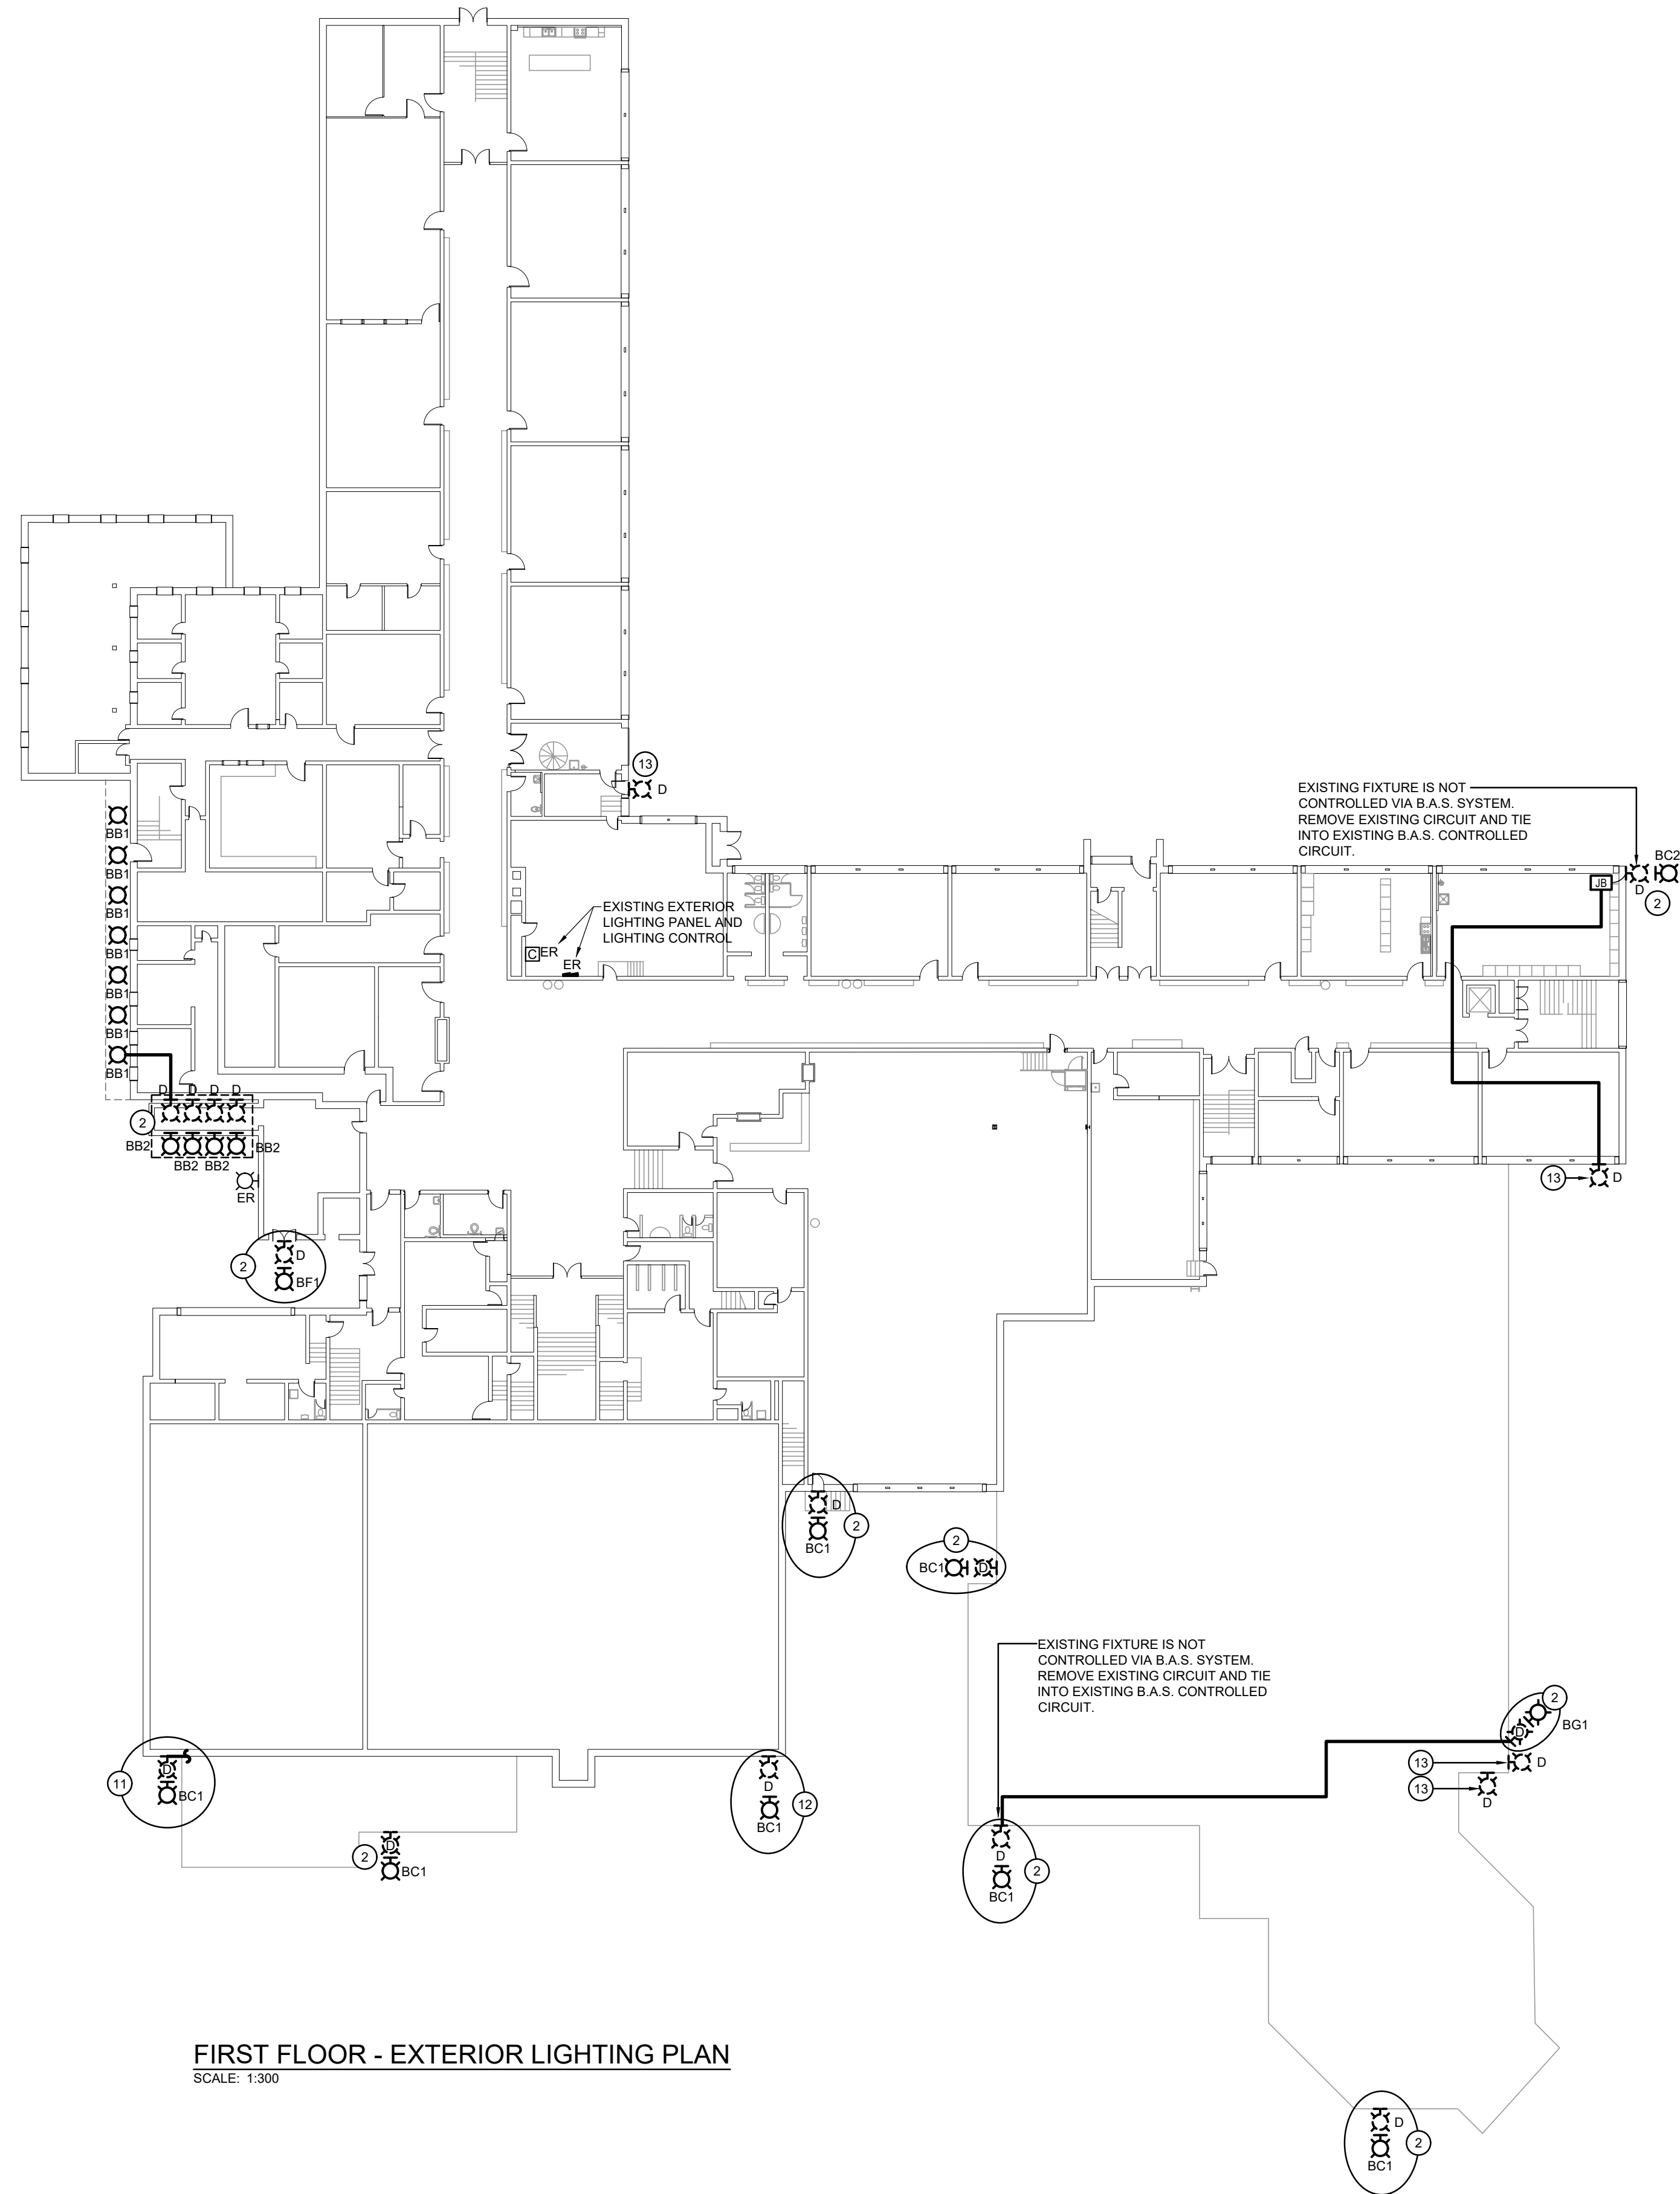 13
D
EXISTING FIXTURE IS NOT
CONTROLLED VIA B.A.S. SYSTEM.
REMOVE EXISTING CIRCUIT AND TIE
INTO EXISTING B.A.S. CONTROLLED
CIRCUIT.
BC2
JB
D
2
BB1
BB1
BB1
BB1
BB1
BB1
BB1
EXISTING EXTERIOR
LIGHTING PANEL AND
LIGHTING CONTROL
C
ER
ER
D D D D
2
BB2
BB2
BB2 BB2
ER
13
D
2
D
BF1
D
2
BC1
2
BC1
D
EXISTING FIXTURE IS NOT
CONTROLLED VIA B.A.S. SYSTEM.
REMOVE EXISTING CIRCUIT AND TIE
INTO EXISTING B.A.S. CONTROLLED
CIRCUIT.
2
D
BG1
13
D
13
D
11
D
BC1
D
12
BC1
2
D
BC1
D
2
BC1
FIRST FLOOR - EXTERIOR LIGHTING PLAN
SCALE: 1:300
D
2
BC1